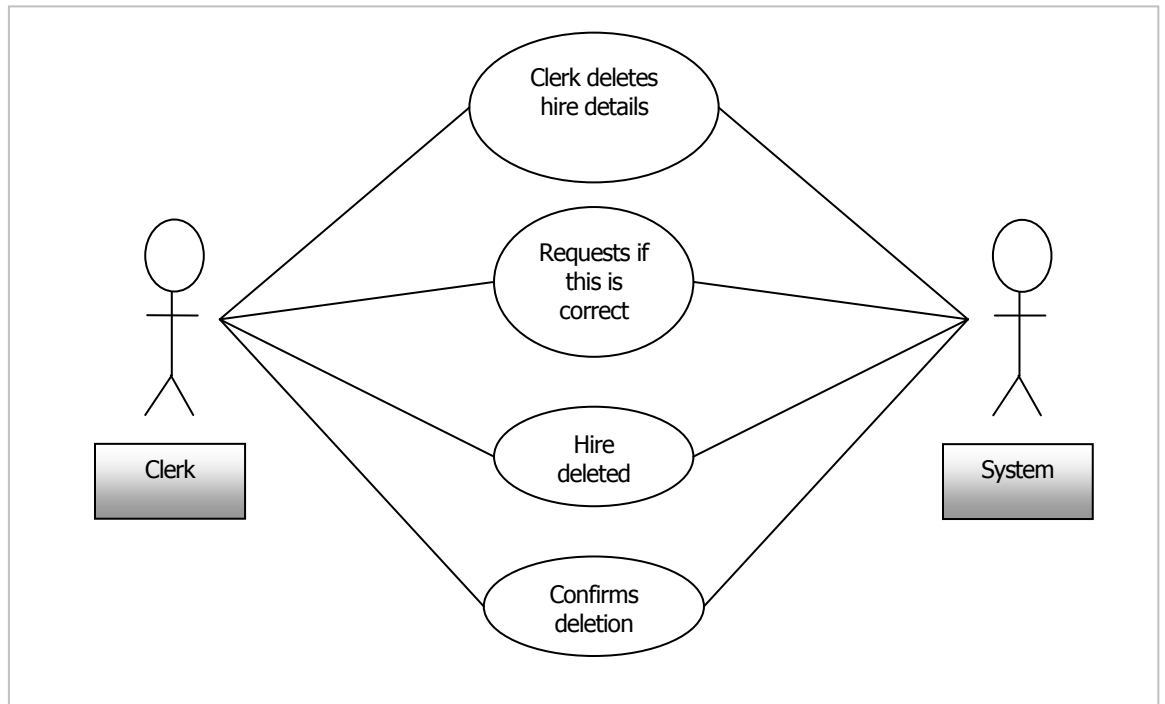 Clerk deletes
hire details
Requests if
this is
correct
Clerk
System
Hire
deleted
Confirms
deletion